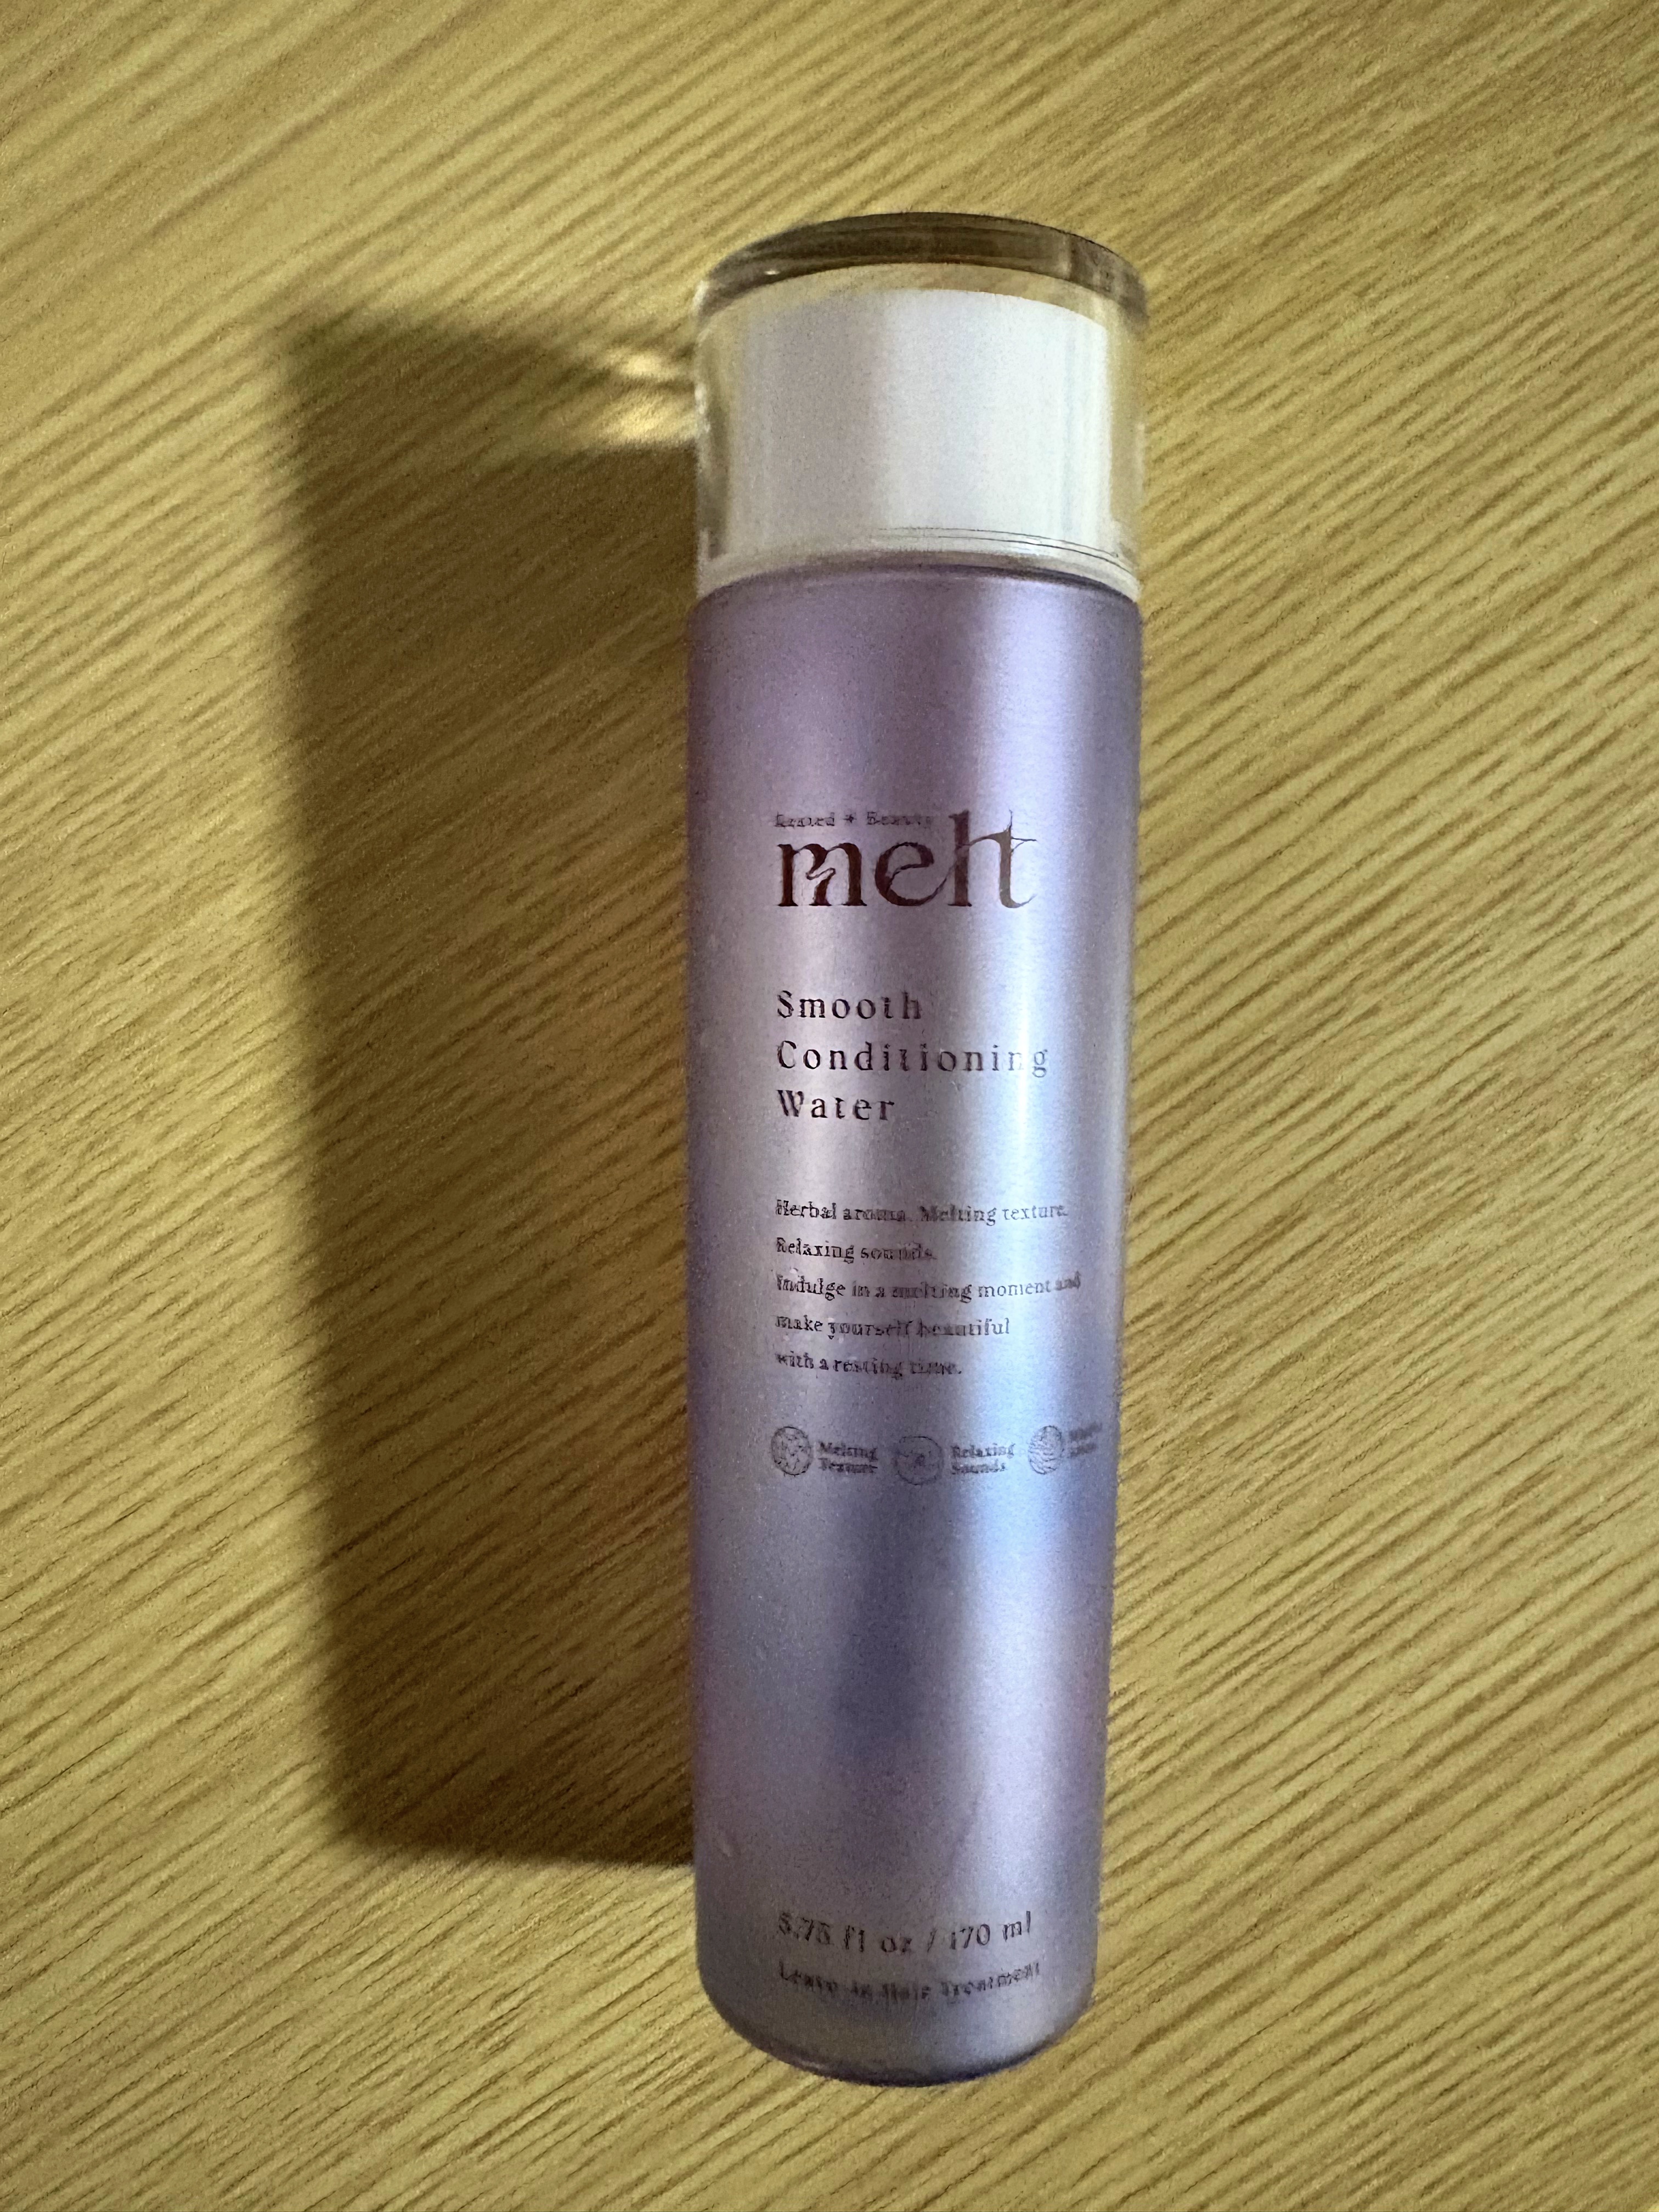 + Beauty
melt
Smooth
Conditioning
Water
Herbal aroma. Melting texture.
Relaxing sounds.
Indulge in a melting moment and
make yourself beautiful
with a resting time.
Melting
Texture
Relaxing
Sounds
5.75 fl oz / 170 ml
Leave-in Hair Treatment